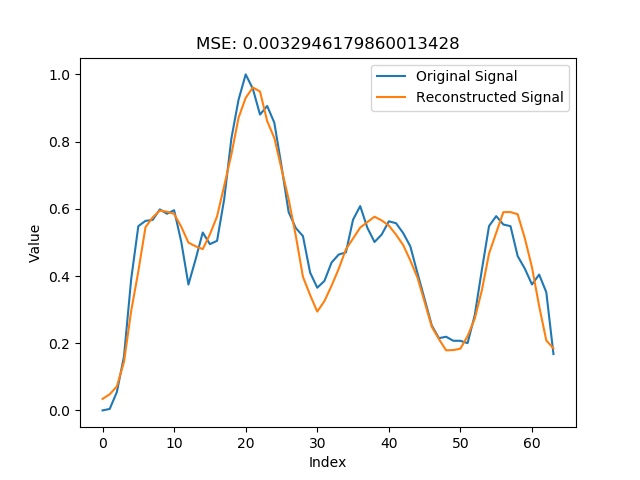 MSE: 0.0032946179860013428
Original Signal
Reconstructed Signal
1.0
0.8
0.6
0.4
0.2
0.0
Value
0 10 20 30 40 50 60
Index